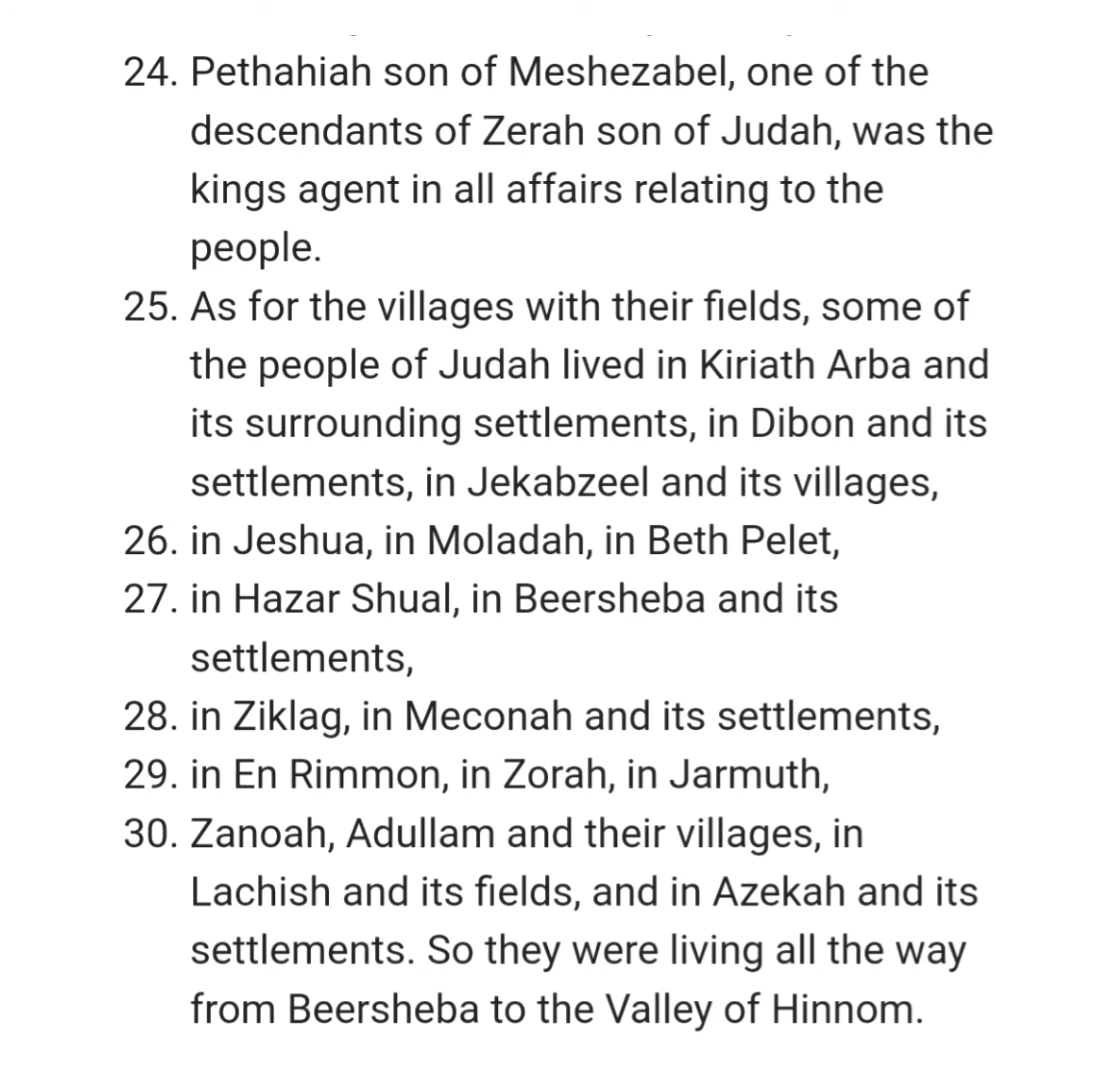 24. Pethahiah son of Meshezabel, one of the
descendants of Zerah son of Judah, was the
kings agent in all affairs relating to the
people.
25. As for the villages with their fields, some of
the people of Judah lived in Kiriath Arba and
its surrounding settlements, in Dibon and its
settlements, in Jekabzeel and its villages,
26. in Jeshua, in Moladah, in Beth Pelet,
27. in Hazar Shual, in Beersheba and its
settlements,
28. in Ziklag, in Meconah and its settlements,
29. in En Rimmon, in Zorah, in Jarmuth,
30. Zanoah, Adullam and their villages, in
Lachish and its fields, and in Azekah and its
settlements. So they were living all the way
from Beersheba to the Valley of Hinnom.